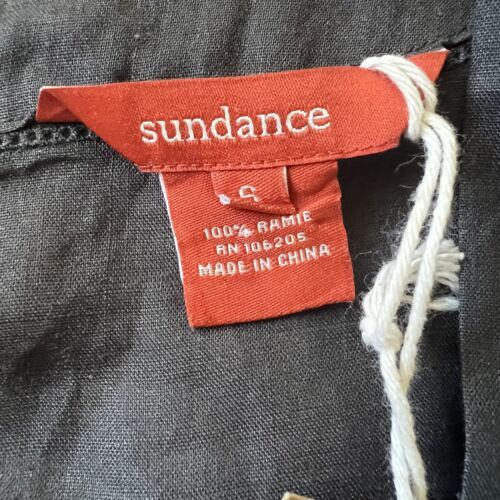 sundance
S
100% RAMIE
RN 106205
MADE IN CHINA